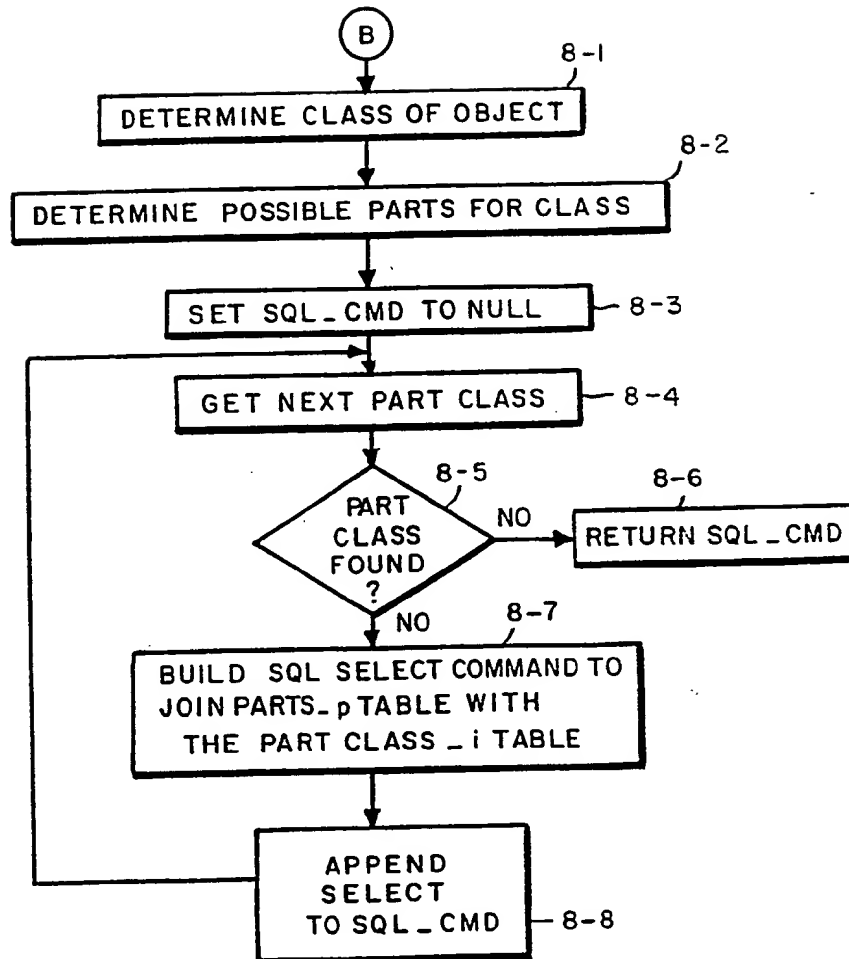 B
8-1
DETERMINE CLASS OF OBJECT
8-2
DETERMINE POSSIBLE PARTS FOR CLASS
SET SQL_CMD TO NULL
8-3
GET NEXT PART CLASS
8-4
8-5
PART
CLASS
FOUND
?
NO
8-6
RETURN SQL_CMD
NO
8-7
BUILD SQL SELECT COMMAND TO
JOIN PARTS_p TABLE WITH
THE PART CLASS_i TABLE
APPEND
SELECT
TO SQL_CMD
8-8